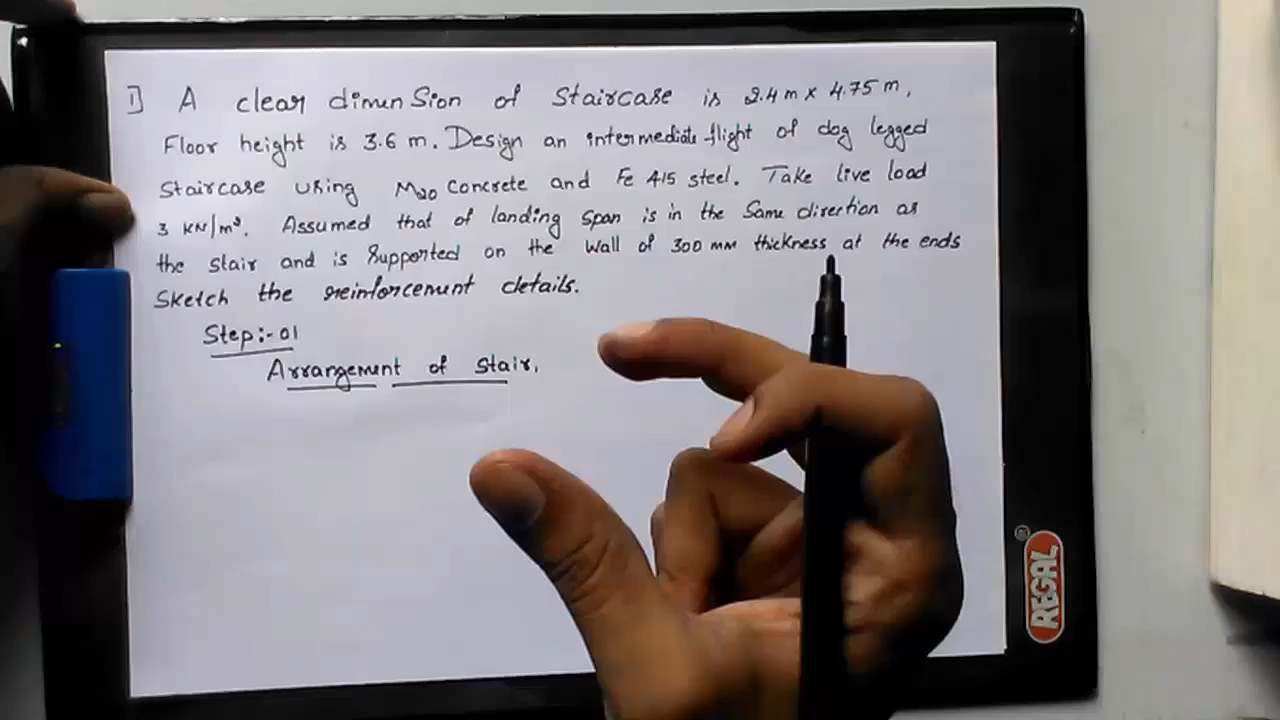 1] A clear dimension of Staircase is 2.4 m x 4.75 m.
Floor height is 3.6 m. Design an intermediate flight of dog legged
Staircase using M20 Concrete and Fe 415 steel. Take live load
3 KN/m². Assumed that of landing span is in the Same direction as
the stair and is Supported on the wall of 300 mm thickness at the ends
Sketch the reinforcement details.
Step:-01
Arrangement of Stair.
REGAL®